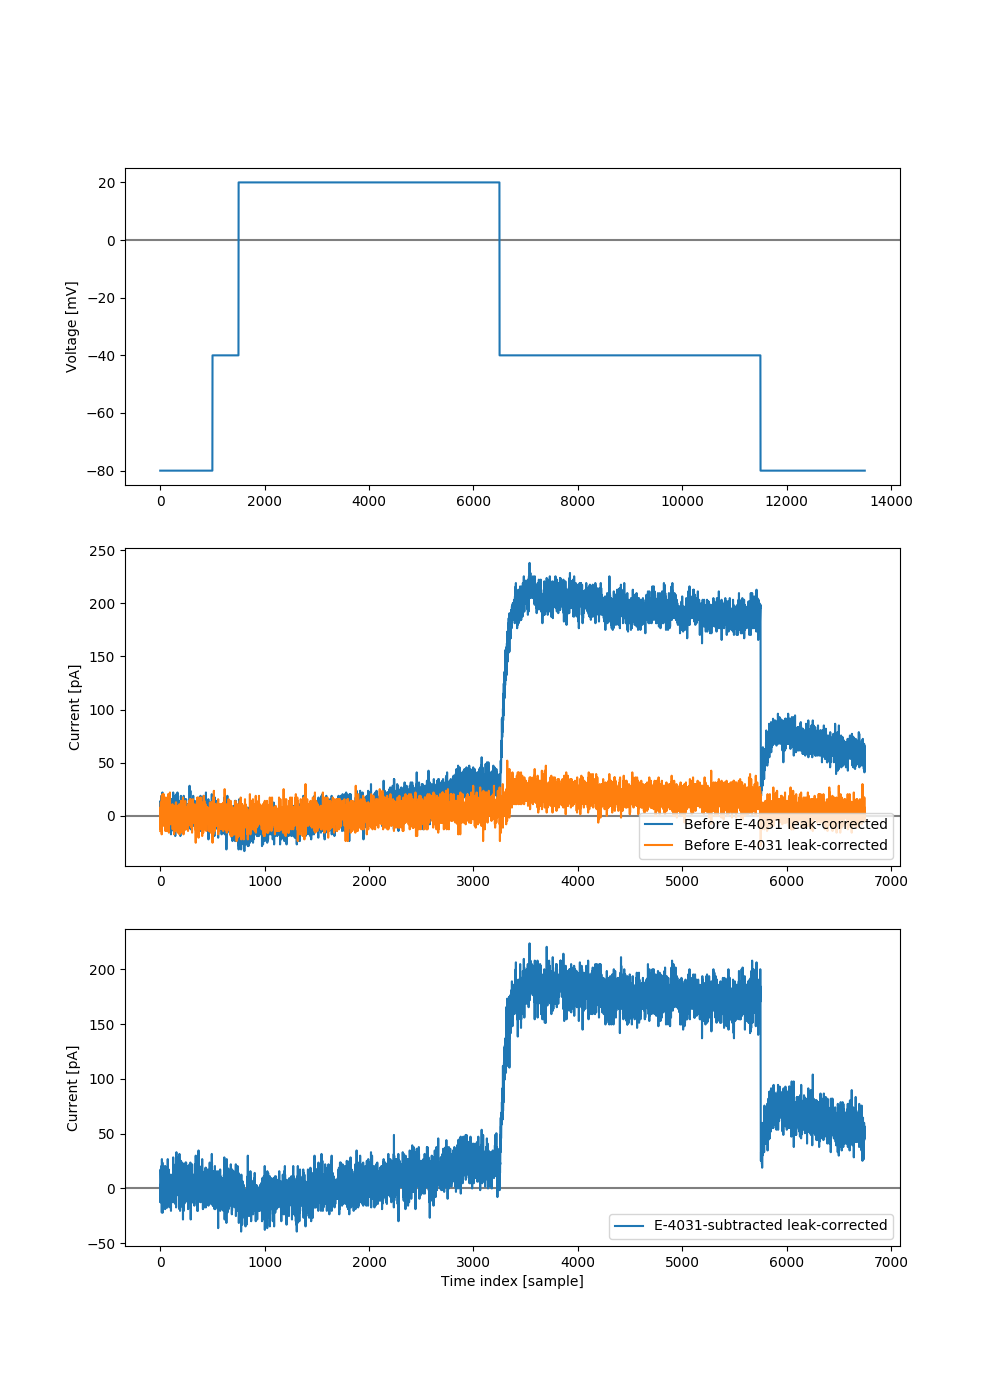 20
0
−20
−40
−60
−80
Voltage [mV]
0 2000 4000 6000 8000 10000 12000 14000
250
200
150
100
50
0
Current [pA]
Before E-4031 leak-corrected
Before E-4031 leak-corrected
0 1000 2000 3000 4000 5000 6000 7000
200
150
100
50
0
−50
Current [pA]
E-4031-subtracted leak-corrected
0 1000 2000 3000 4000 5000 6000 7000
Time index [sample]